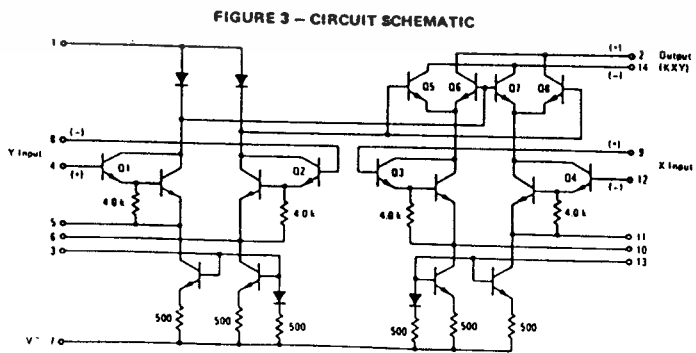 FIGURE 3 – CIRCUIT SCHEMATIC
1
(+)
2 Output
14 (KXY)
(–)
Q5 Q6 Q7 Q8
8 (–)
(+)
9
Y Input
X Input
4
(+)
Q1
Q2
Q3
Q4
12
(–)
4.0 k
4.0 k
4.0 k
4.0 k
5
6
3
11
10
13
500
500
500
500
500
500
V– 7